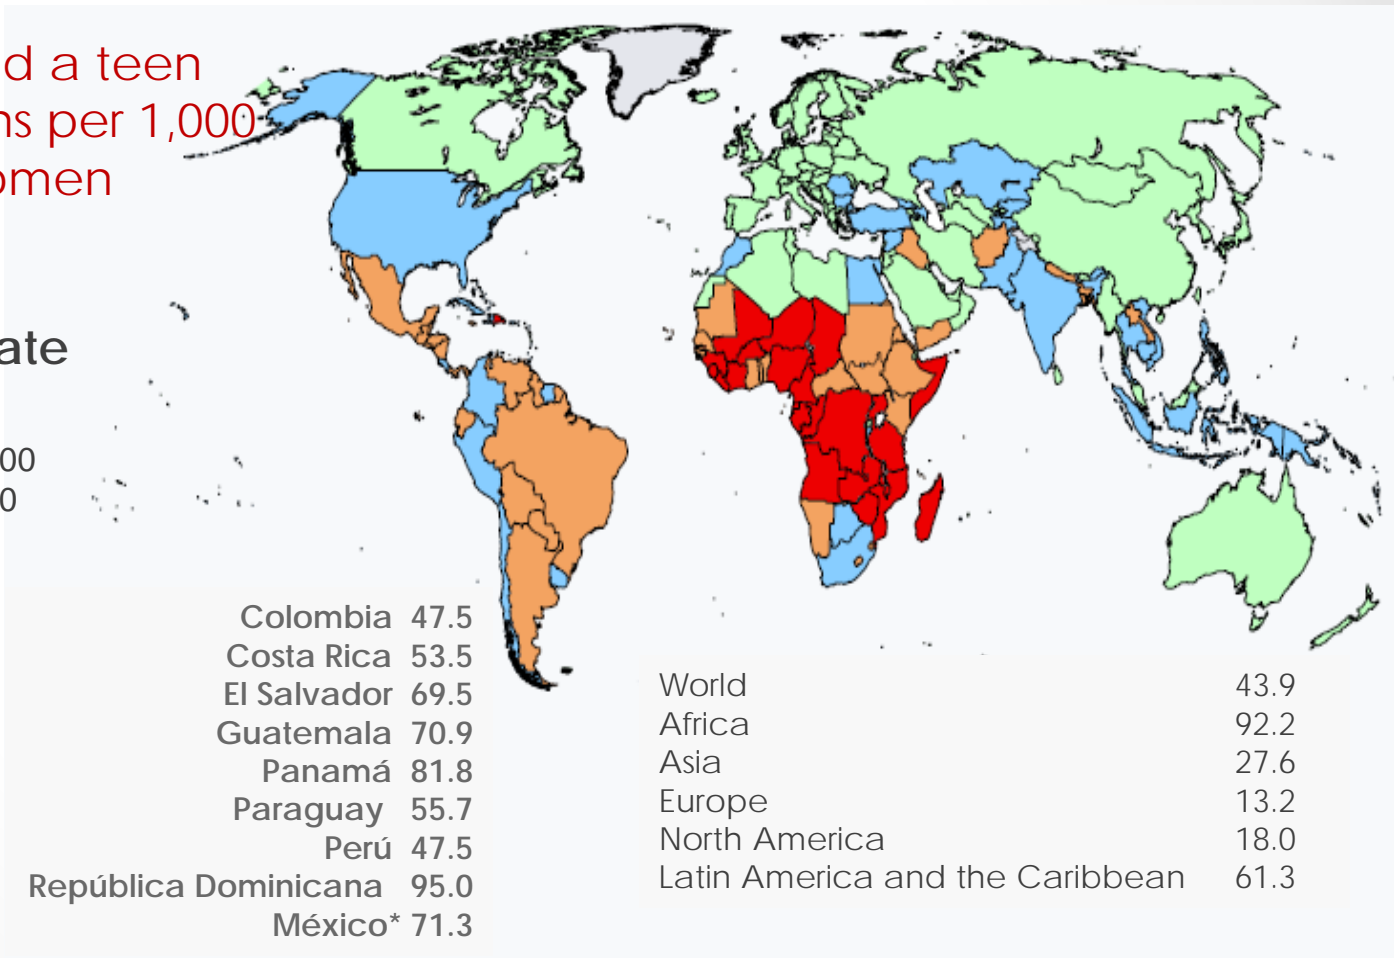 d a teen
ns per 1,000
omen
ate
00
0
Colombia 47.5
Costa Rica 53.5
El Salvador 69.5
Guatemala 70.9
Panamá 81.8
Paraguay 55.7
Perú 47.5
República Dominicana 95.0
México* 71.3
World 43.9
Africa 92.2
Asia 27.6
Europe 13.2
North America 18.0
Latin America and the Caribbean 61.3